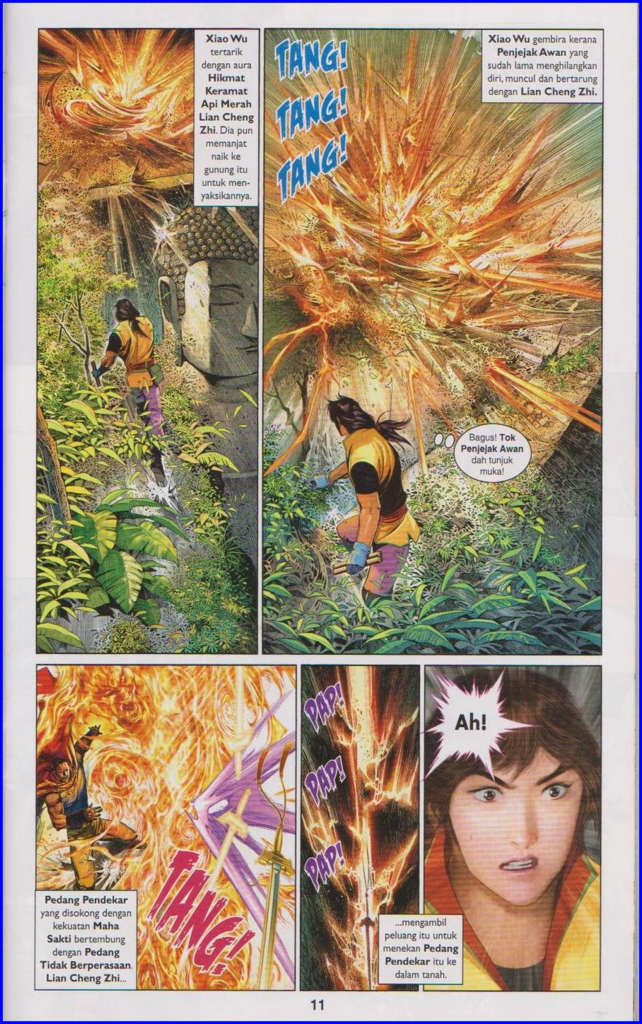 Xiao Wu
tertarik
dengan aura
Hikmat
Keramat
Api Merah
Lian Cheng
Zhi. Dia pun
memanjat
naik ke
gunung itu
untuk men-
yaksikannya.
TANG!
TANG!
TANG!
Xiao Wu gembira kerana
Penjejak Awan yang
sudah lama menghilangkan
diri, muncul dan bertarung
dengan Lian Cheng Zhi.
Bagus! Tok
Penjejak Awan
dah tunjuk
muka!
Pedang Pendekar
yang disokong dengan
kekuatan Maha
Sakti bertembung
dengan Pedang
Tidak Berperasaan.
Lian Cheng Zhi...
TANG!
PAP!
PAP!
PAP!
...mengambil
peluang itu untuk
menekan Pedang
Pendekar itu ke
dalam tanah.
Ah!
11